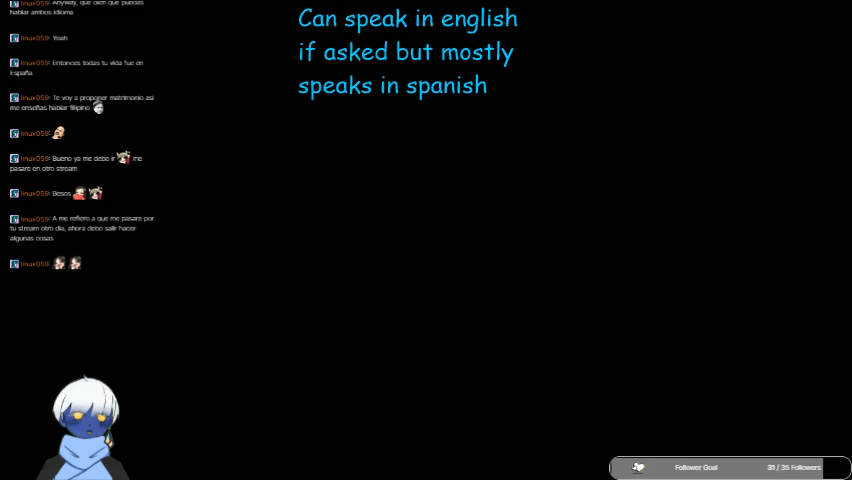 linux059: Anyway, que bien que puedas
hablar ambos idioma
linux059: Yeah
linux059: Entonces todas tu vida fue en
España
linux059: Te voy a proponer matrimonio asi
me enseñas hablar filipino
linux059:
linux059: Bueno ya me debo ir me
pasare en otro stream
linux059: Besos
linux059: A me refiero a que me pasare por
tu stream otro dia, ahora debo salir hacer
algunas cosas
linux059:
Can speak in english
if asked but mostly
speaks in spanish
Follower Goal 31 / 35 Followers